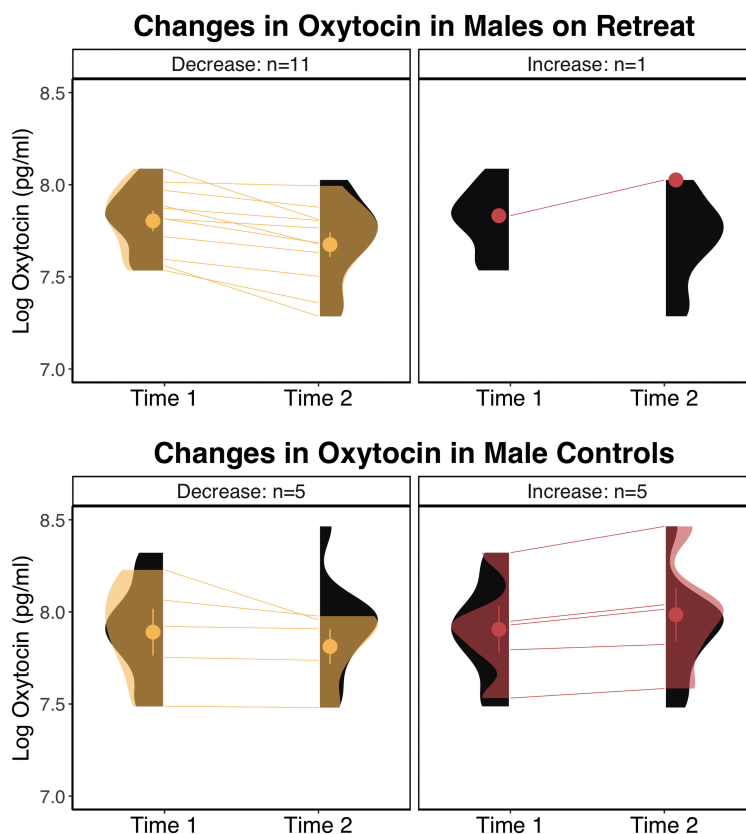 Changes in Oxytocin in Males on Retreat
Decrease: n=11
Increase: n=1
Log Oxytocin (pg/ml)
8.5
8.0
7.5
7.0
Time 1
Time 2
Time 1
Time 2
Changes in Oxytocin in Male Controls
Decrease: n=5
Increase: n=5
Log Oxytocin (pg/ml)
8.5
8.0
7.5
7.0
Time 1
Time 2
Time 1
Time 2